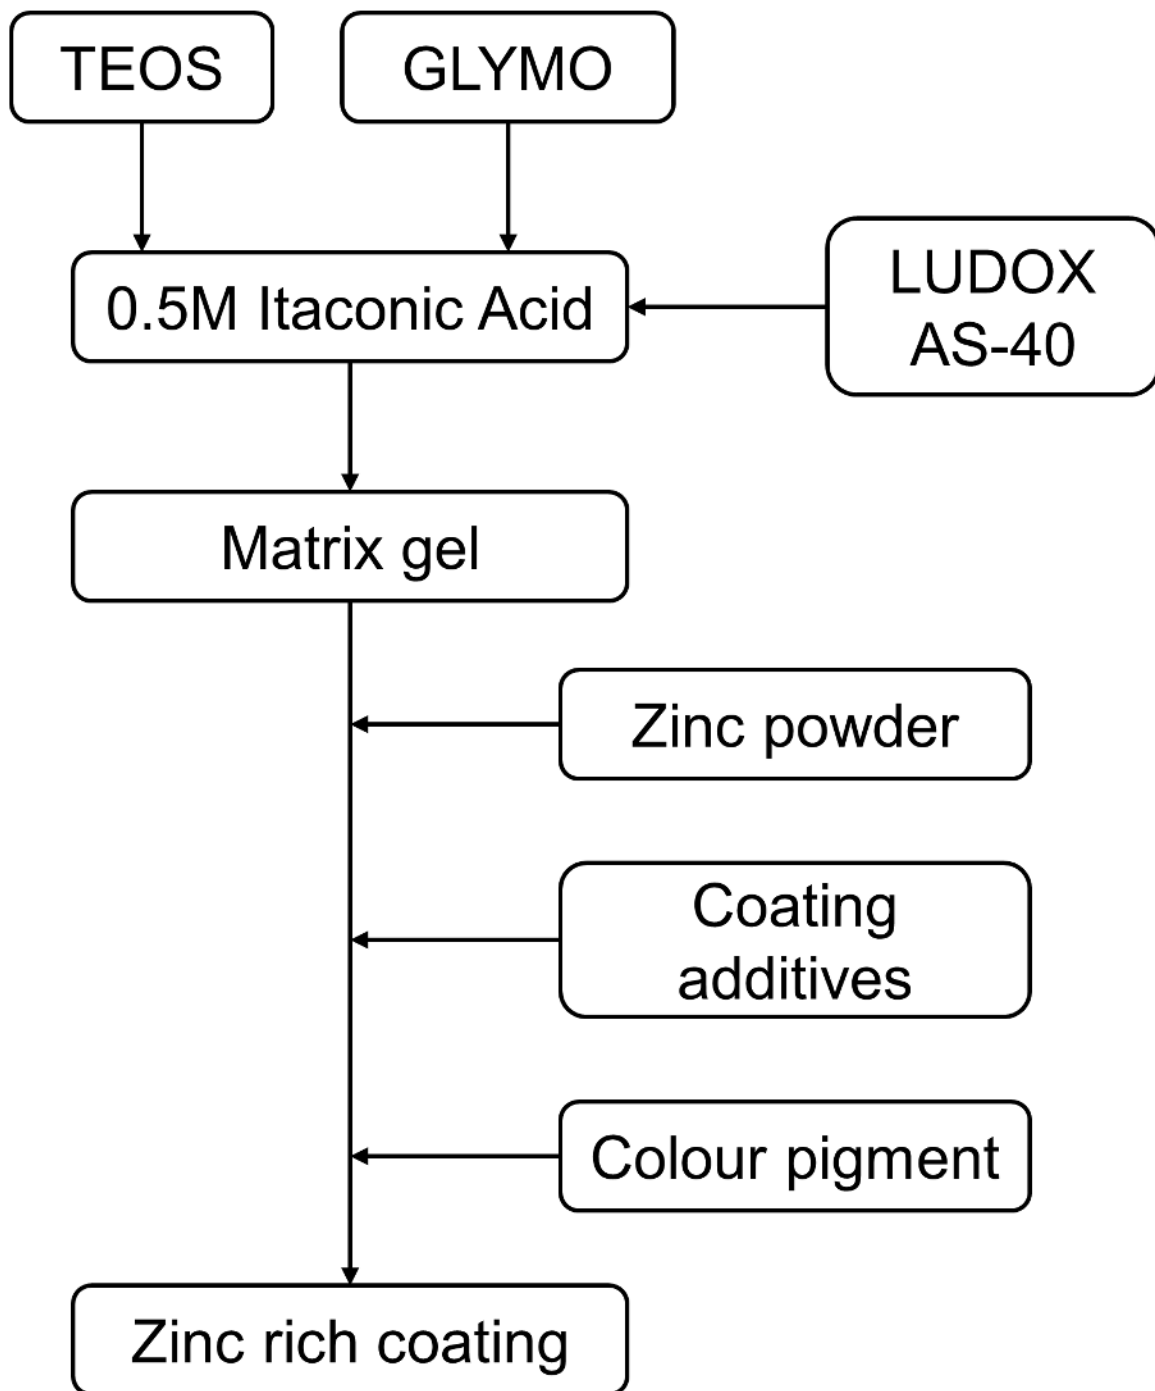 TEOS
GLYMO
0.5M Itaconic Acid
LUDOX
AS-40
Matrix gel
Zinc powder
Coating
additives
Colour pigment
Zinc rich coating